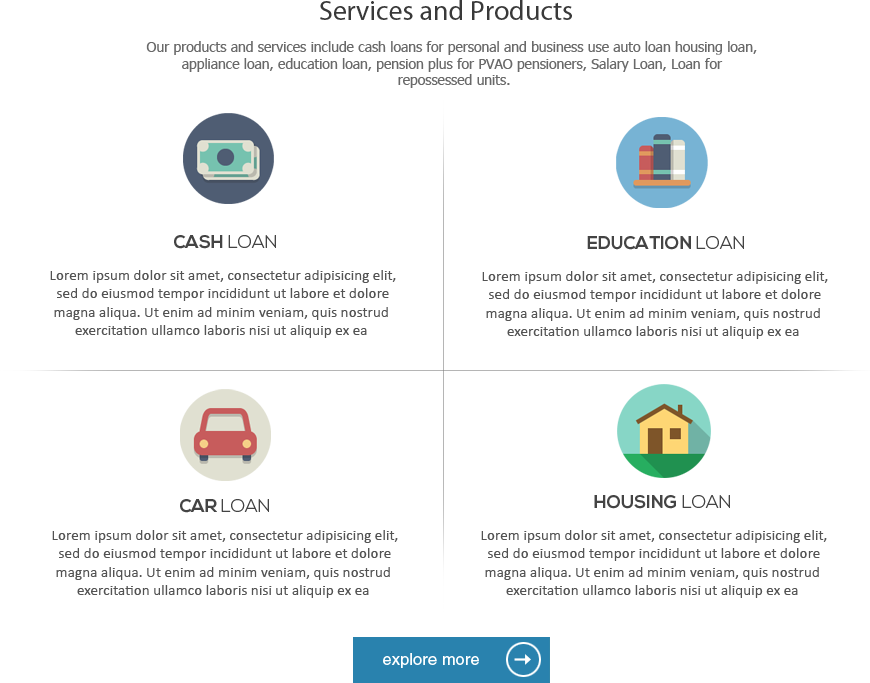 Services and Products
Our products and services include cash loans for personal and business use auto loan housing loan,
appliance loan, education loan, pension plus for PVAO pensioners, Salary Loan, Loan for
repossessed units.
CASH LOAN
Lorem ipsum dolor sit amet, consectetur adipisicing elit,
sed do eiusmod tempor incididunt ut labore et dolore
magna aliqua. Ut enim ad minim veniam, quis nostrud
exercitation ullamco laboris nisi ut aliquip ex ea
EDUCATION LOAN
Lorem ipsum dolor sit amet, consectetur adipisicing elit,
sed do eiusmod tempor incididunt ut labore et dolore
magna aliqua. Ut enim ad minim veniam, quis nostrud
exercitation ullamco laboris nisi ut aliquip ex ea
CAR LOAN
Lorem ipsum dolor sit amet, consectetur adipisicing elit,
sed do eiusmod tempor incididunt ut labore et dolore
magna aliqua. Ut enim ad minim veniam, quis nostrud
exercitation ullamco laboris nisi ut aliquip ex ea
HOUSING LOAN
Lorem ipsum dolor sit amet, consectetur adipisicing elit,
sed do eiusmod tempor incididunt ut labore et dolore
magna aliqua. Ut enim ad minim veniam, quis nostrud
exercitation ullamco laboris nisi ut aliquip ex ea
explore more